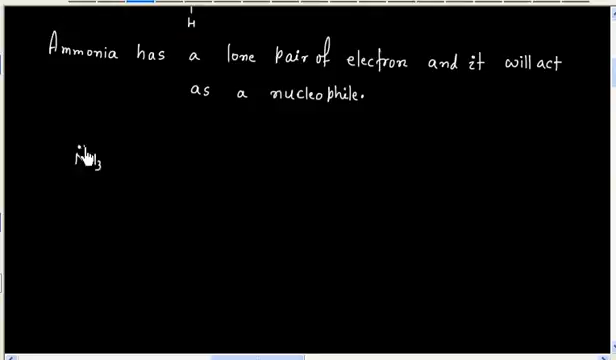 H
Ammonia has a lone pair of electron and it will act
as a nucleophile.